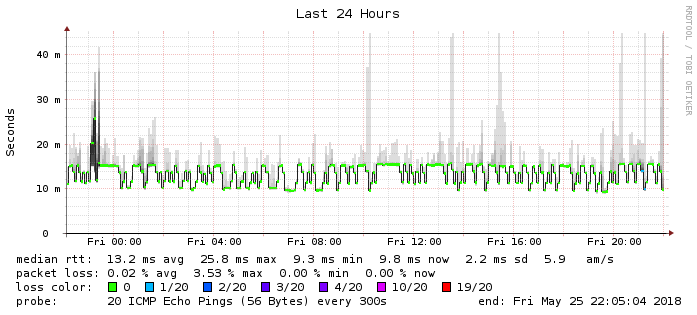 Last 24 Hours
RRDTOOL / TOBI OETIKER
Seconds
40 m
30 m
20 m
10 m
0
Fri 00:00 Fri 04:00 Fri 08:00 Fri 12:00 Fri 16:00 Fri 20:00
median rtt: 13.2 ms avg 25.8 ms max 9.3 ms min 9.8 ms now 2.2 ms sd 5.9 am/s
packet loss: 0.02 % avg 3.53 % max 0.00 % min 0.00 % now
loss color: 0 1/20 2/20 3/20 4/20 10/20 19/20
probe: 20 ICMP Echo Pings (56 Bytes) every 300s end: Fri May 25 22:05:04 2018